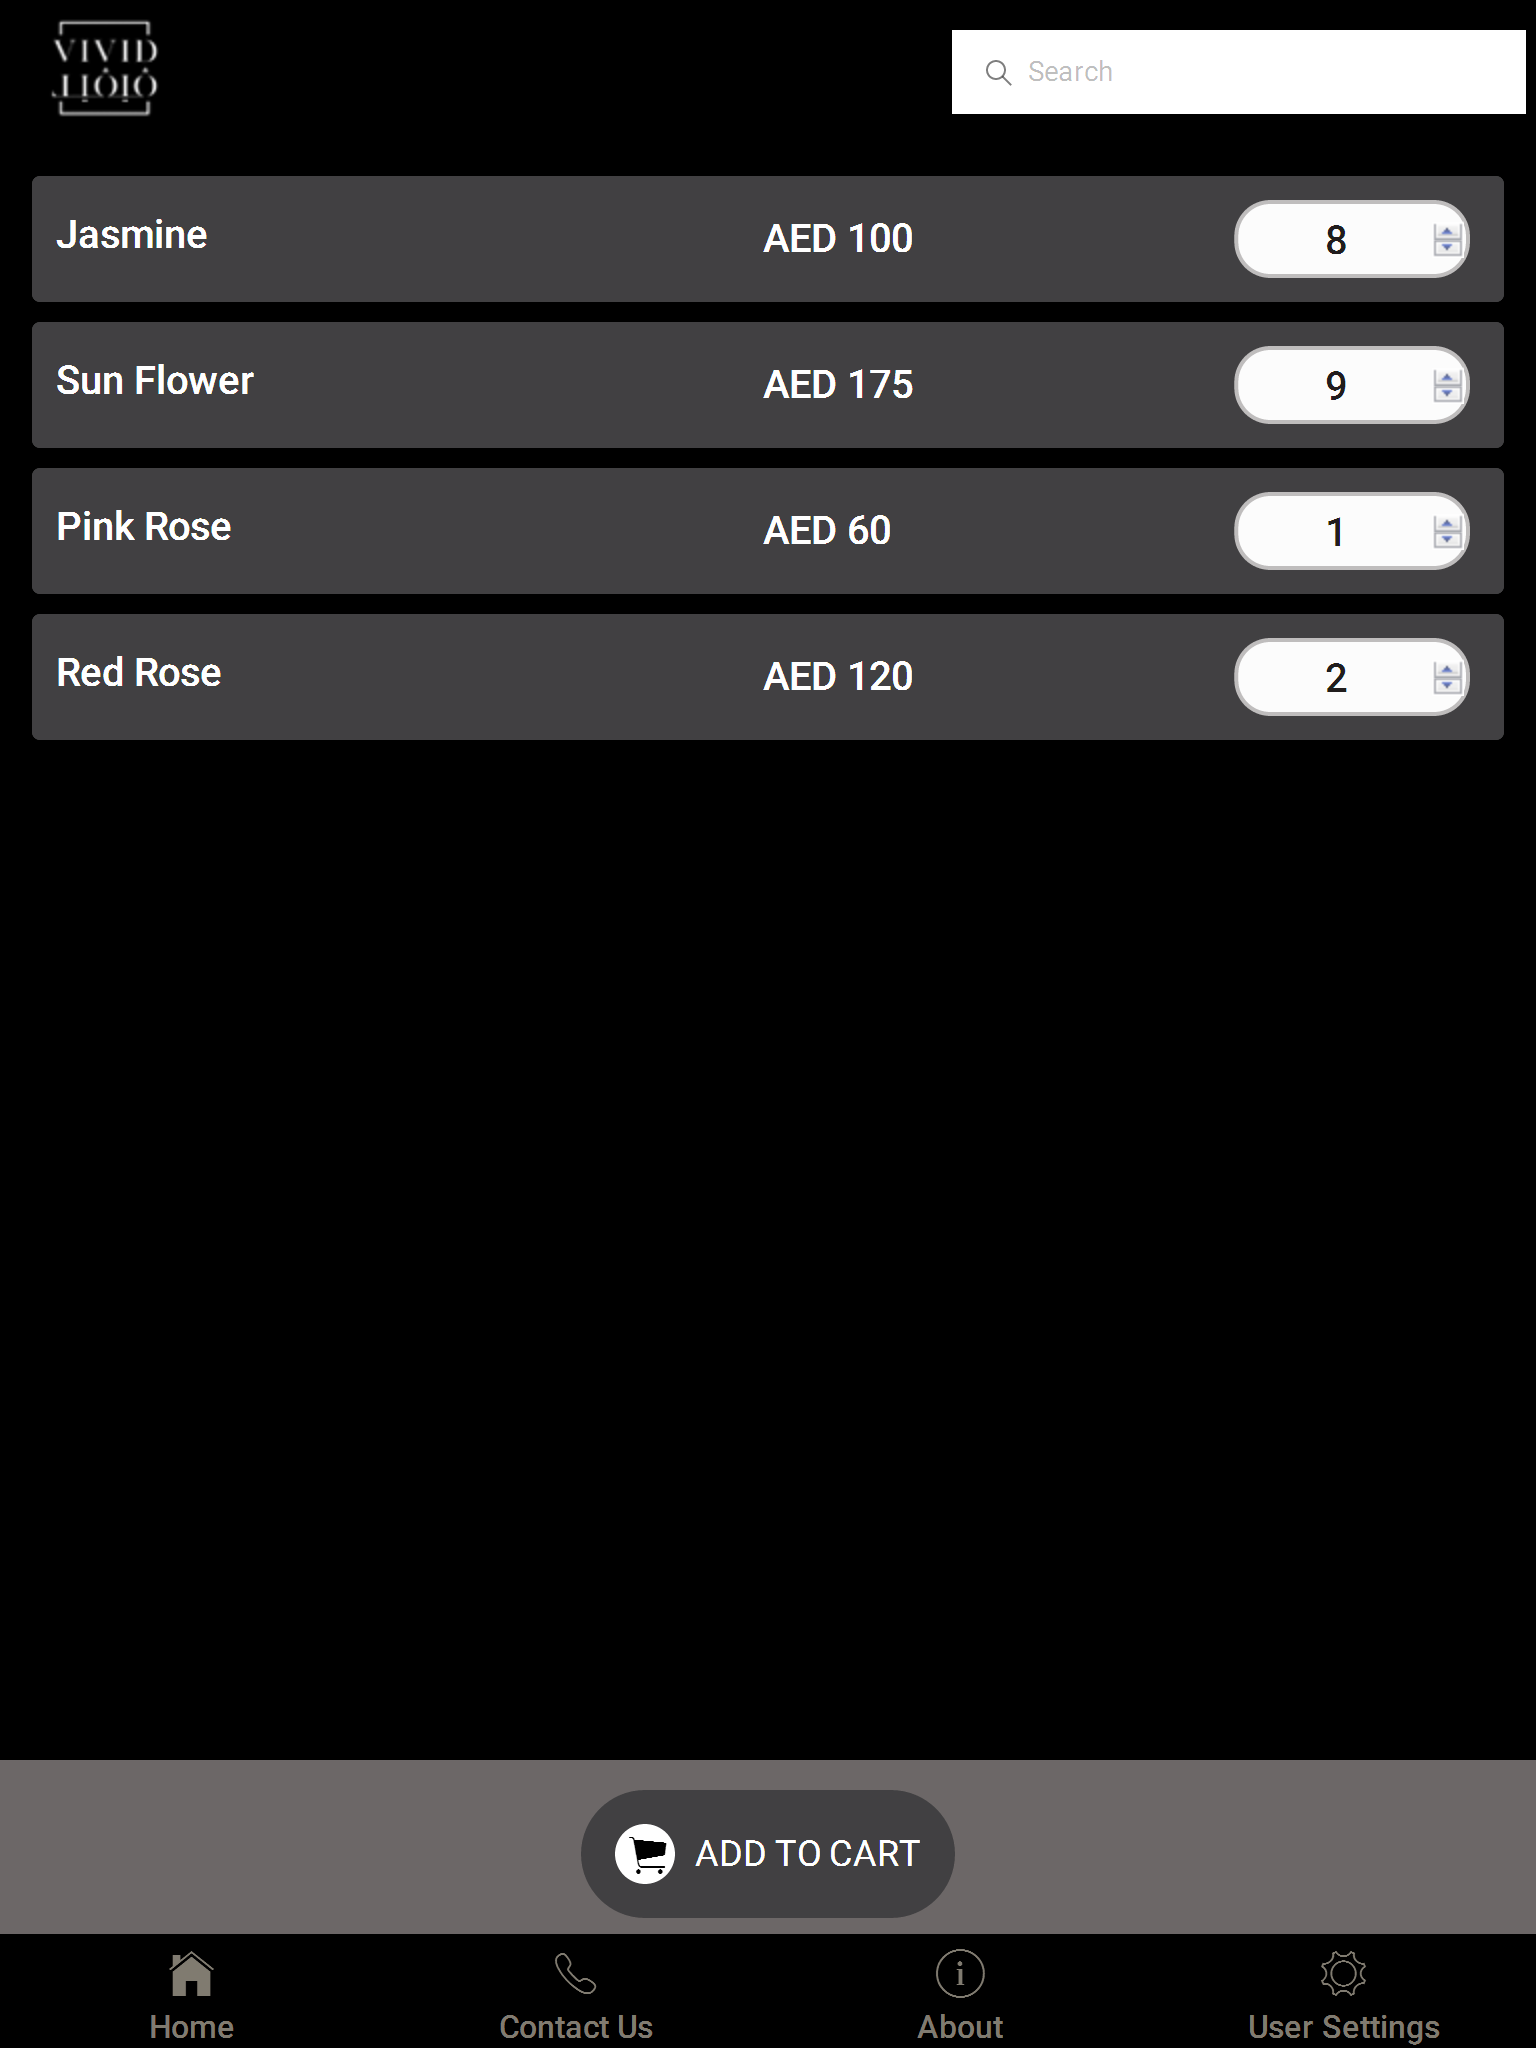 VIVID
Search
Jasmine
AED 100
8
Sun Flower
AED 175
9
Pink Rose
AED 60
1
Red Rose
AED 120
2
ADD TO CART
Home
Contact Us
About
User Settings